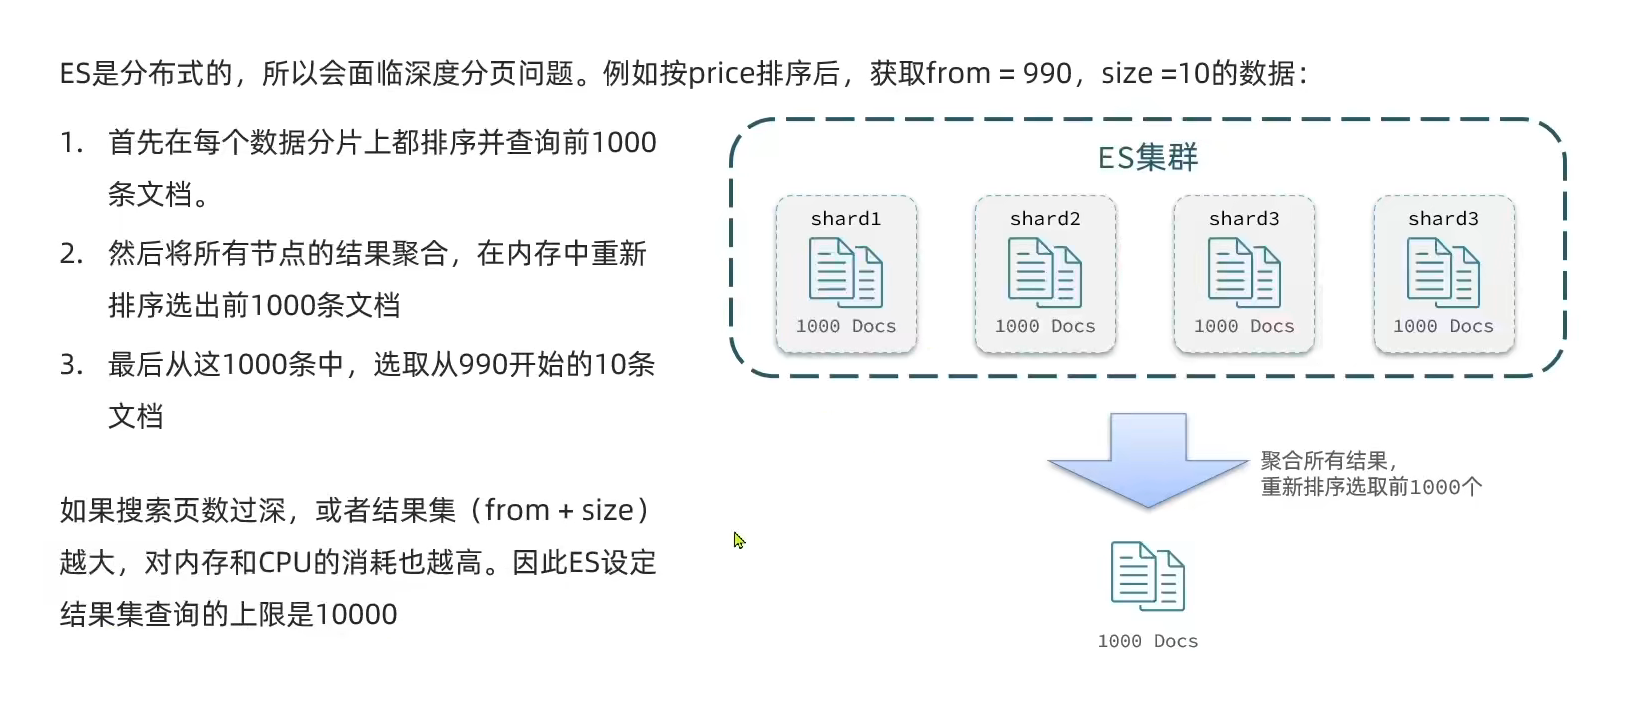 ES是分布式的，所以会面临深度分页问题。例如按price排序后，获取from = 990，size =10的数据：
1. 首先在每个数据分片上都排序并查询前1000
条文档。
2. 然后将所有节点的结果聚合，在内存中重新
排序选出前1000条文档
3. 最后从这1000条中，选取从990开始的10条
文档
如果搜索页数过深，或者结果集（from + size）
越大，对内存和CPU的消耗也越高。因此ES设定
结果集查询的上限是10000
ES集群
shard1 shard2 shard3 shard3
1000 Docs 1000 Docs 1000 Docs 1000 Docs
聚合所有结果，
重新排序选取前1000个
1000 Docs